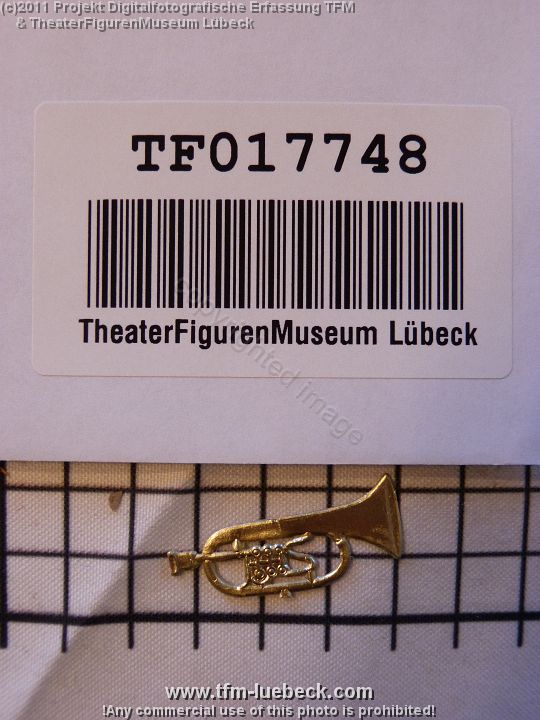 (c)2011 Projekt Digitalfotografische Erfassung TFM
& TheaterFigurenMuseum Lübeck
TF017748
TheaterFigurenMuseum Lübeck
copyrighted image
www.tfm-luebeck.com
!Any commercial use of this photo is prohibited!